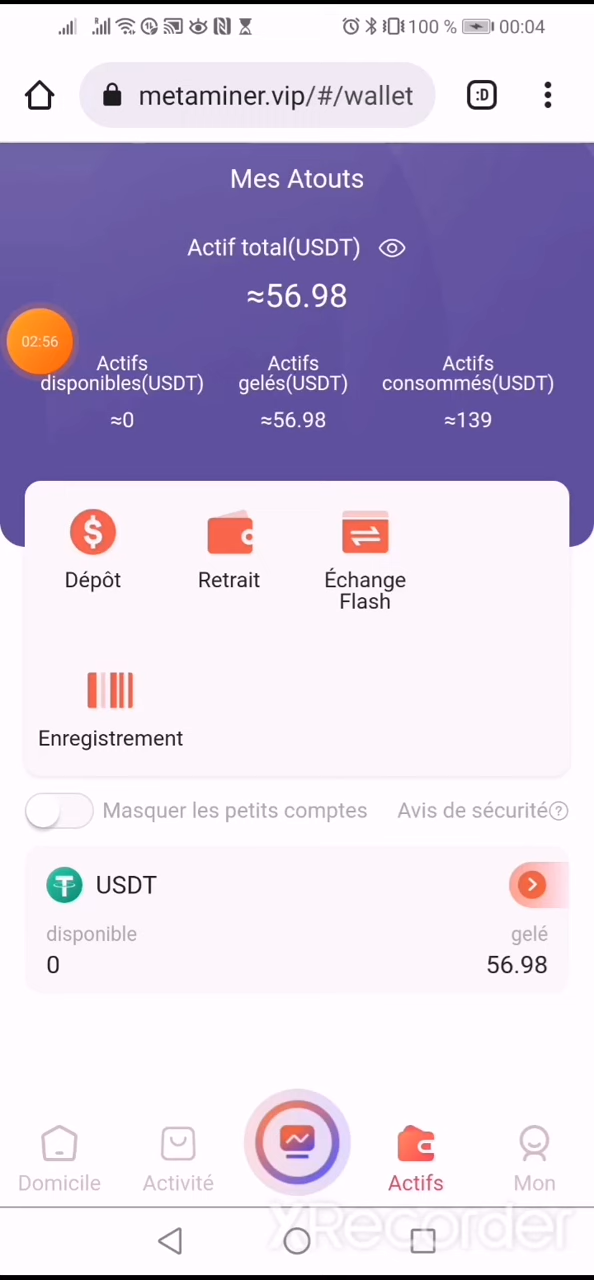 100 % 00:04
metaminer.vip/#/wallet :D
Mes Atouts
Actif total(USDT)
≈56.98
02:56
Actifs disponibles(USDT)
≈0
Actifs gelés(USDT)
≈56.98
Actifs consommés(USDT)
≈139
Dépôt
Retrait
Échange
Flash
Enregistrement
Masquer les petits comptes Avis de sécurité?
USDT
disponible gelé
0 56.98
Domicile Activité Actifs Mon
XRecorder